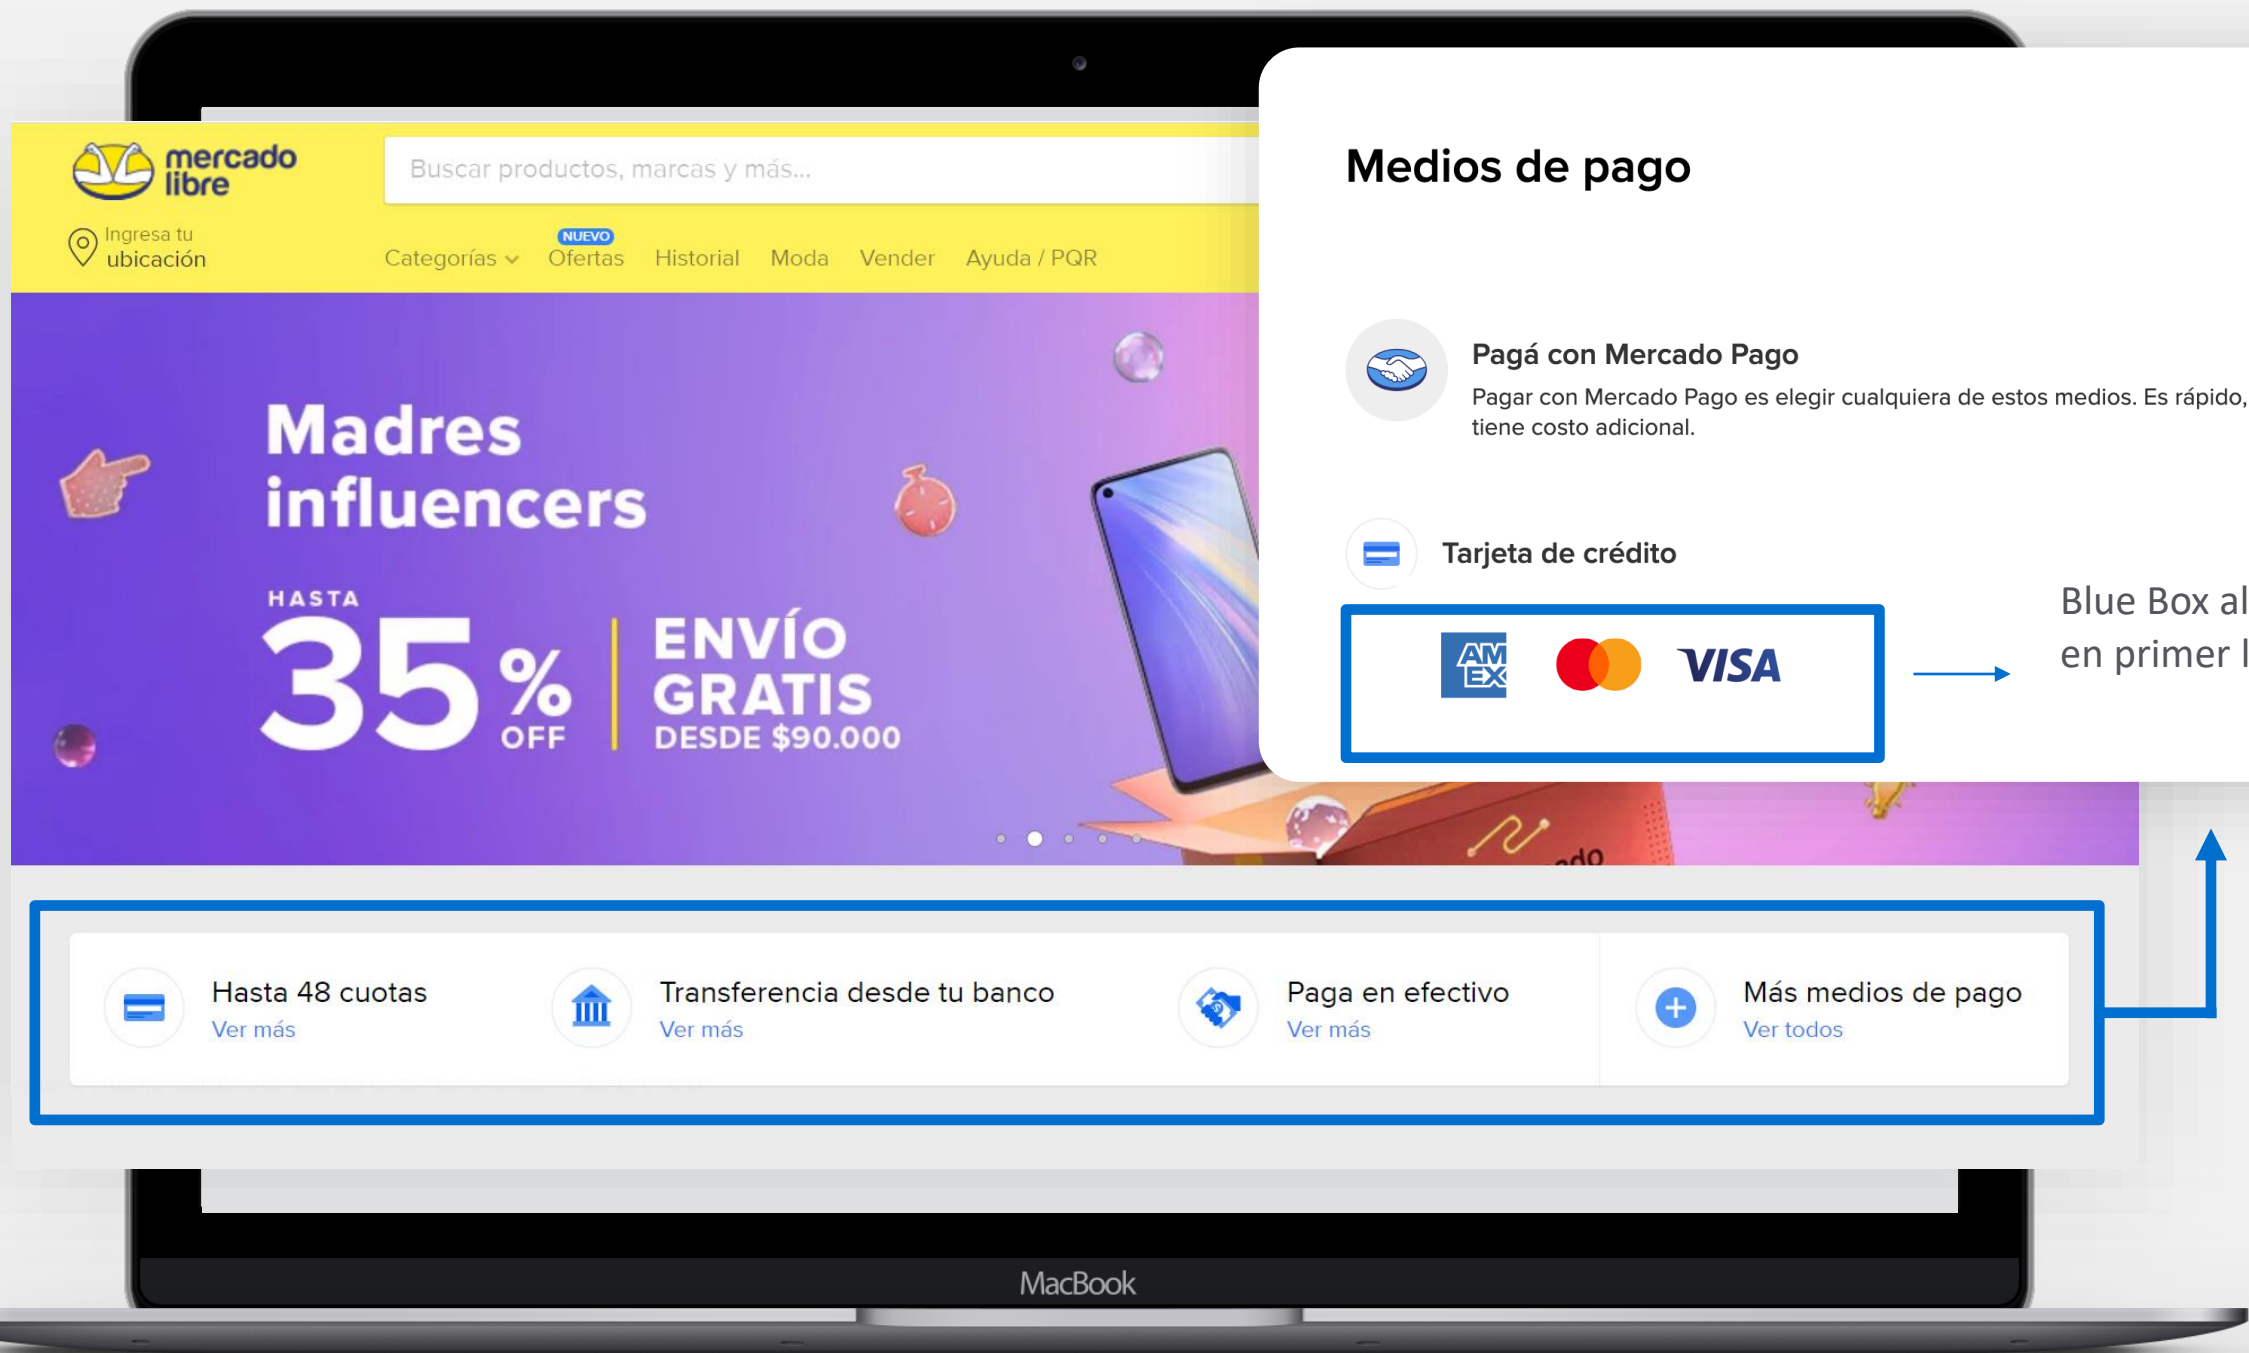 mercado
libre
Buscar productos, marcas y más...
Ingresa tu
ubicación
Categorías
NUEVO
Ofertas
Historial
Moda
Vender
Ayuda / PQR
Madres
influencers
HASTA
35%
OFF
ENVÍO
GRATIS
DESDE $90.000
Medios de pago
Pagá con Mercado Pago
Pagar con Mercado Pago es elegir cualquiera de estos medios. Es rápido,
tiene costo adicional.
Tarjeta de crédito
AM
EX
VISA
Blue Box al
en primer l
Hasta 48 cuotas
Ver más
Transferencia desde tu banco
Ver más
Paga en efectivo
Ver más
Más medios de pago
Ver todos
MacBook